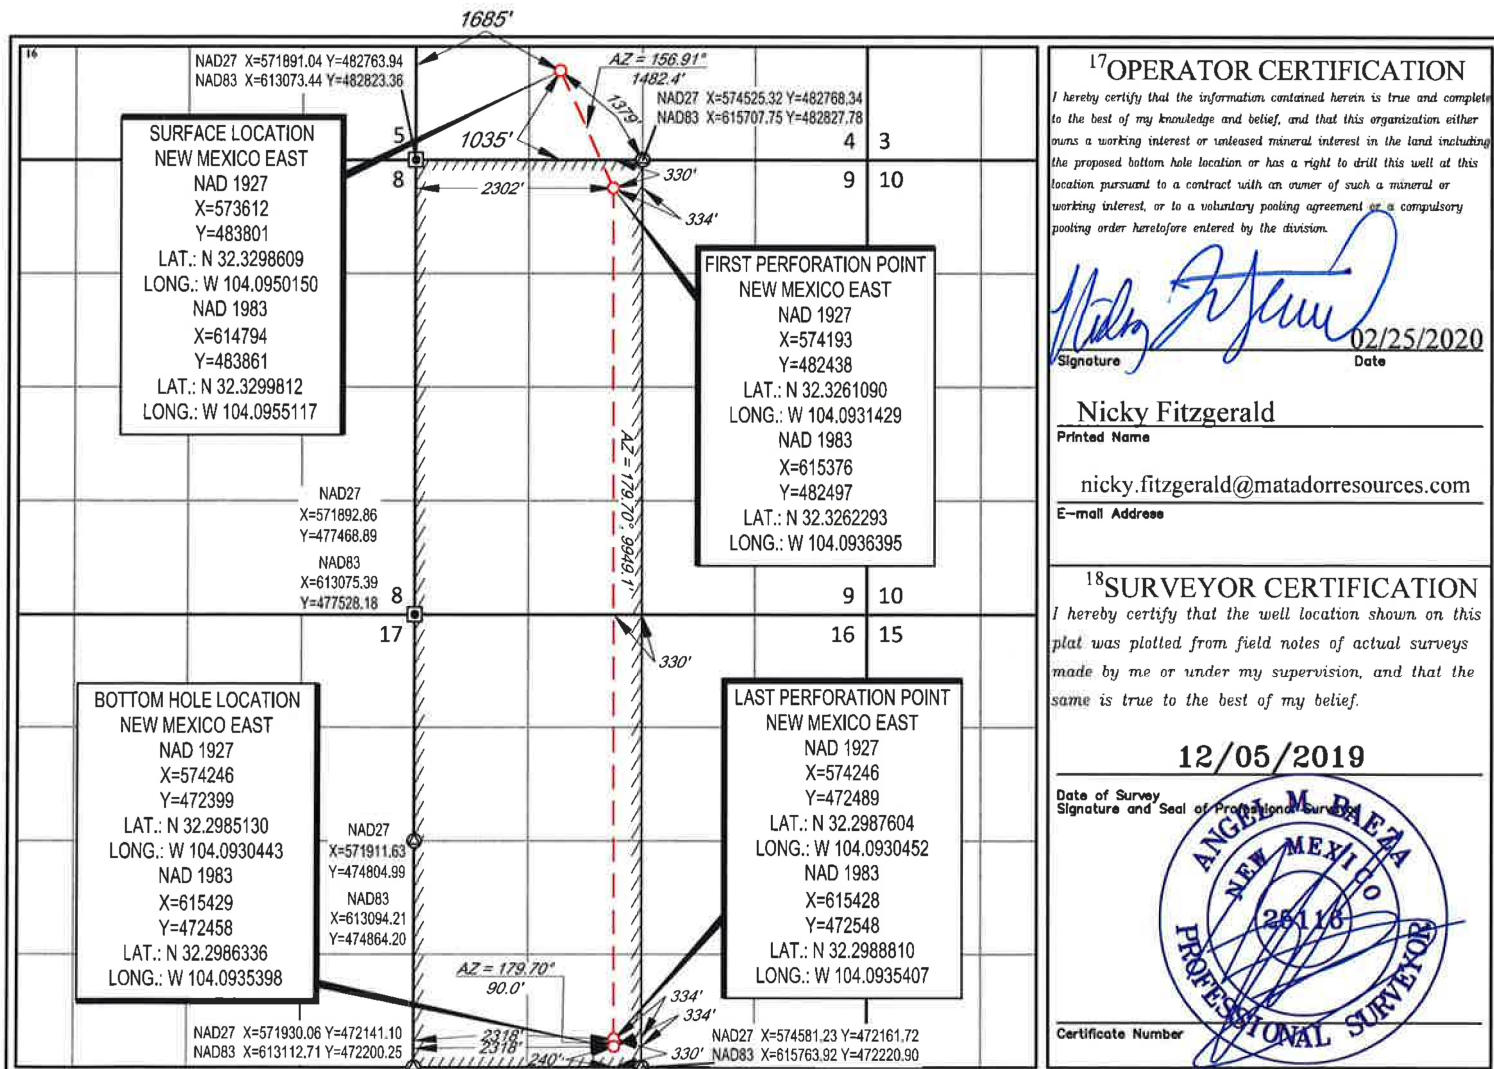 1685'
16
NAD27 X=571891.04 Y=482763.94
NAD83 X=613073.44 Y=482823.36
AZ = 156.91°
1482.4'
1379'
NAD27 X=574525.32 Y=482768.34
NAD83 X=615707.75 Y=482827.78
1035'
5
4 3
8
9 10
2302'
330'
334'
SURFACE LOCATION
NEW MEXICO EAST
NAD 1927
X=573612
Y=483801
LAT.: N 32.3298609
LONG.: W 104.0950150
NAD 1983
X=614794
Y=483861
LAT.: N 32.3299812
LONG.: W 104.0955117
FIRST PERFORATION POINT
NEW MEXICO EAST
NAD 1927
X=574193
Y=482438
LAT.: N 32.3261090
LONG.: W 104.0931429
NAD 1983
X=615376
Y=482497
LAT.: N 32.3262293
LONG.: W 104.0936395
AZ = 179.70°, 9949.1'
NAD27
X=571892.86
Y=477468.89
NAD83
X=613075.39
Y=477528.18
8
9 10
17
16 15
330'
BOTTOM HOLE LOCATION
NEW MEXICO EAST
NAD 1927
X=574246
Y=472399
LAT.: N 32.2985130
LONG.: W 104.0930443
NAD 1983
X=615429
Y=472458
LAT.: N 32.2986336
LONG.: W 104.0935398
NAD27
X=571911.63
Y=474804.99
NAD83
X=613094.21
Y=474864.20
LAST PERFORATION POINT
NEW MEXICO EAST
NAD 1927
X=574246
Y=472489
LAT.: N 32.2987604
LONG.: W 104.0930452
NAD 1983
X=615428
Y=472548
LAT.: N 32.2988810
LONG.: W 104.0935407
AZ = 179.70°
90.0'
334'
334'
NAD27 X=571930.06 Y=472141.10
NAD83 X=613112.71 Y=472200.25
2318'
2318'
240'
330'
NAD27 X=574581.23 Y=472161.72
NAD83 X=615763.92 Y=472220.90
17 OPERATOR CERTIFICATION
I hereby certify that the information contained herein is true and complete
to the best of my knowledge and belief, and that this organization either
owns a working interest or unleased mineral interest in the land including
the proposed bottom hole location or has a right to drill this well at this
location pursuant to a contract with an owner of such a mineral or
working interest, or to a voluntary pooling agreement or a compulsory
pooling order heretofore entered by the division.
02/25/2020
Signature Date
Nicky Fitzgerald
Printed Name
nicky.fitzgerald@matadorresources.com
E-mail Address
18 SURVEYOR CERTIFICATION
I hereby certify that the well location shown on this
plat was plotted from field notes of actual surveys
made by me or under my supervision, and that the
same is true to the best of my belief.
12/05/2019
Date of Survey
Signature and Seal of Professional Surveyor
ANGEL M. BAEZA
NEW MEXICO
25116
PROFESSIONAL SURVEYOR
Certificate Number